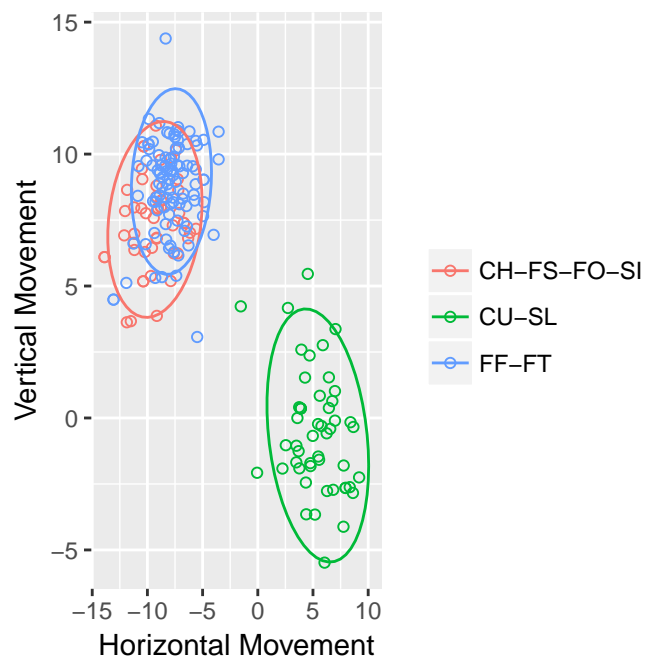 15
10
5
0
−5
−15
−10
−5
0
5
10
Vertical Movement
Horizontal Movement
CH−FS−FO−SI
CU−SL
FF−FT